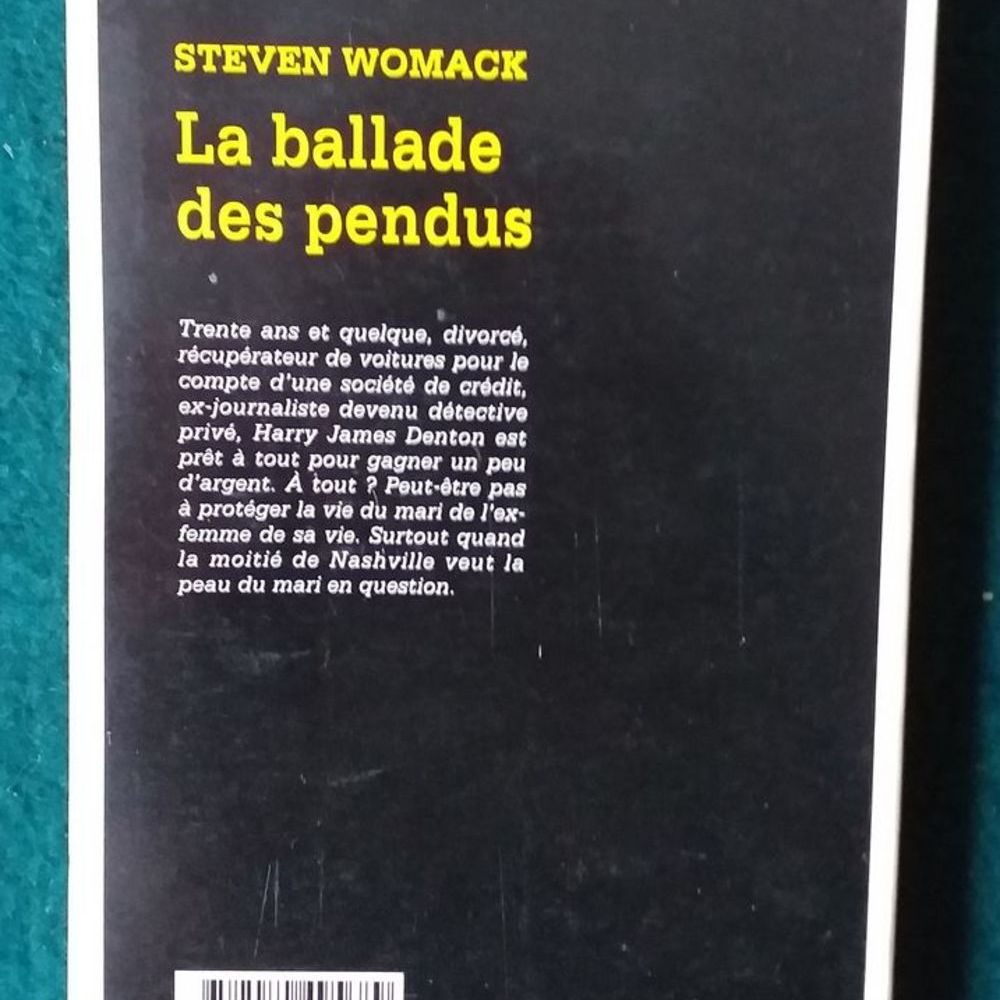 STEVEN WOMACK
La ballade
des pendus
Trente ans et quelque, divorcé,
récupérateur de voitures pour le
compte d'une société de crédit,
ex-journaliste devenu détective
privé, Harry James Denton est
prêt à tout pour gagner un peu
d'argent. À tout ? Peut-être pas
à protéger la vie du mari de l'ex-
femme de sa vie. Surtout quand
la moitié de Nashville veut la
peau du mari en question.